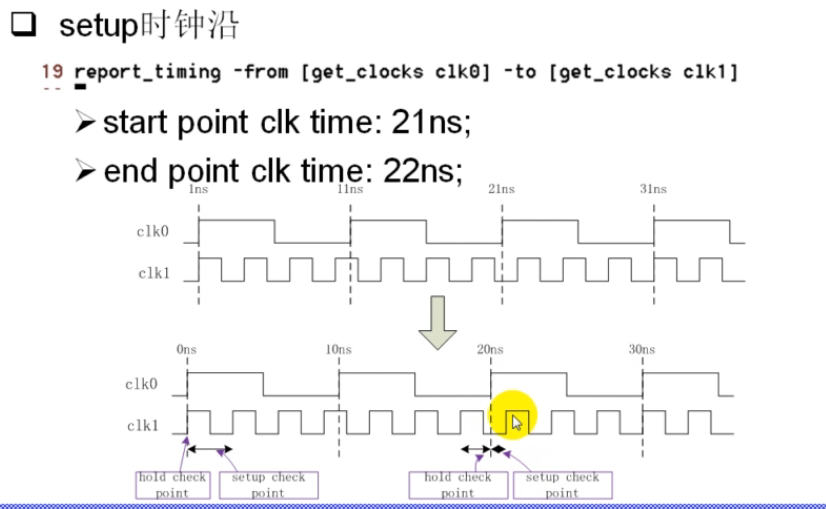 setup时钟沿
19 report_timing -from [get_clocks clk0] -to [get_clocks clk1]
start point clk time: 21ns;
end point clk time: 22ns;
1ns 11ns 21ns 31ns
clk0
clk1
0ns 10ns 20ns 30ns
clk0
clk1
hold check point
setup check point
hold check point
setup check point